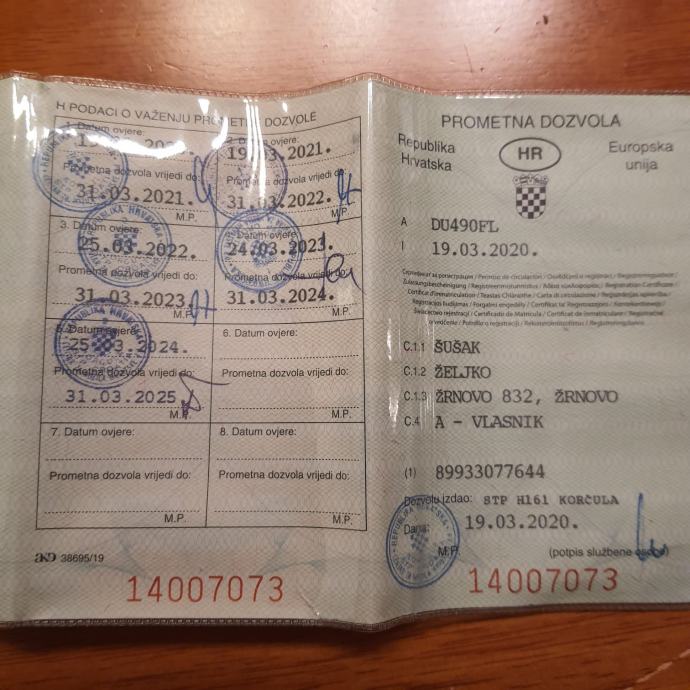 H PODACI O VAŽENJU PROMETNE DOZVOLE
1. Datum ovjere:
Prometna dozvola vrijedi do:
31.03.2021.
M.P.
2. Datum ovjere:
19.03.2021.
Prometna dozvola vrijedi do:
31.03.2022.
M.P.
3. Datum ovjere:
25.03.2022.
Prometna dozvola vrijedi do:
31.03.2023.
M.P.
Datum ovjere:
24.03.2023.
Prometna dozvola vrijedi do:
31.03.2024.
5. Datum ovjere:
25.03.2024.
Prometna dozvola vrijedi do:
31.03.2025
M.P.
6. Datum ovjere:
Prometna dozvola vrijedi do:
M.P.
7. Datum ovjere:
Prometna dozvola vrijedi do:
M.P.
8. Datum ovjere:
Prometna dozvola vrijedi do:
M.P.
AKD 38695/19
14007073
PROMETNA DOZVOLA
Republika
Hrvatska
HR
Europska
unija
A DU490FL
I 19.03.2020.
C.1.1 ŠUŠAK
C.1.2 ŽELJKO
C.1.3 ŽRNOVO 832, ŽRNOVO
C.4 A - VLASNIK
(1) 89933077644
Dozvolu izdao: STP H161 KORČULA
Dana: 19.03.2020.
M.P.
(potpis službene osobe)
14007073